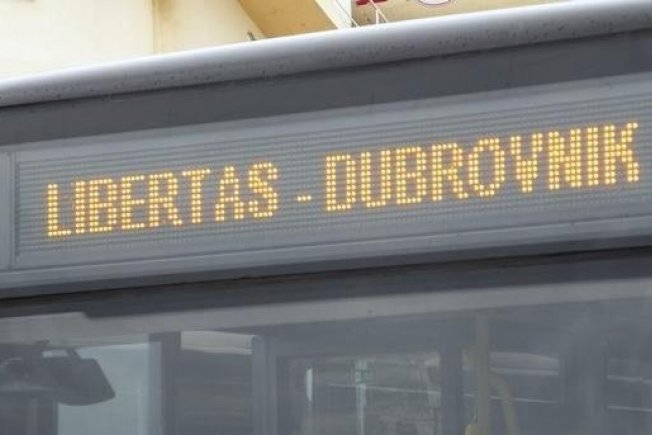 LIBERTAS - DUBROVNIK